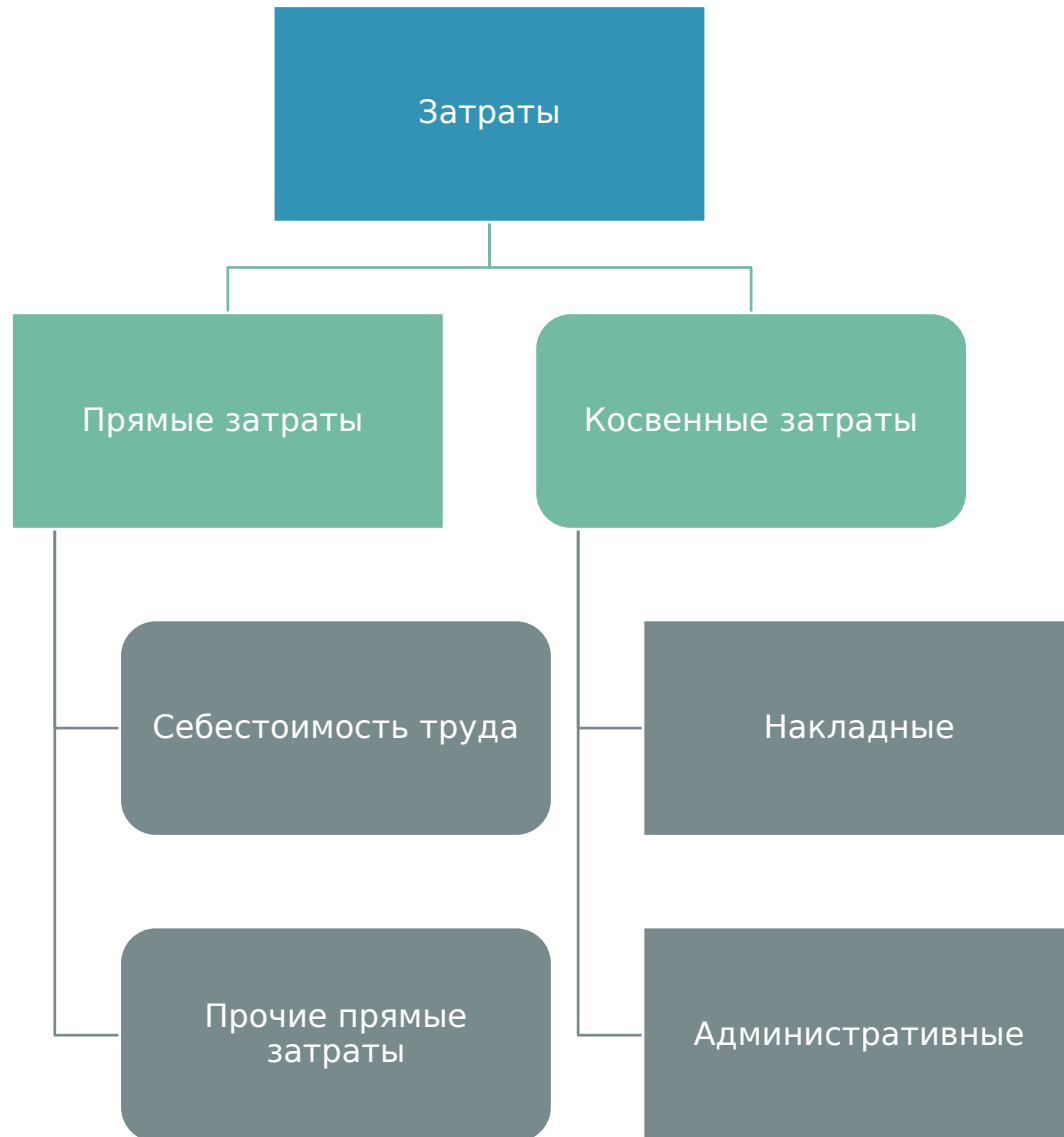 Затраты
Прямые затраты
Косвенные затраты
Себестоимость труда
Накладные
Прочие прямые
затраты
Административные